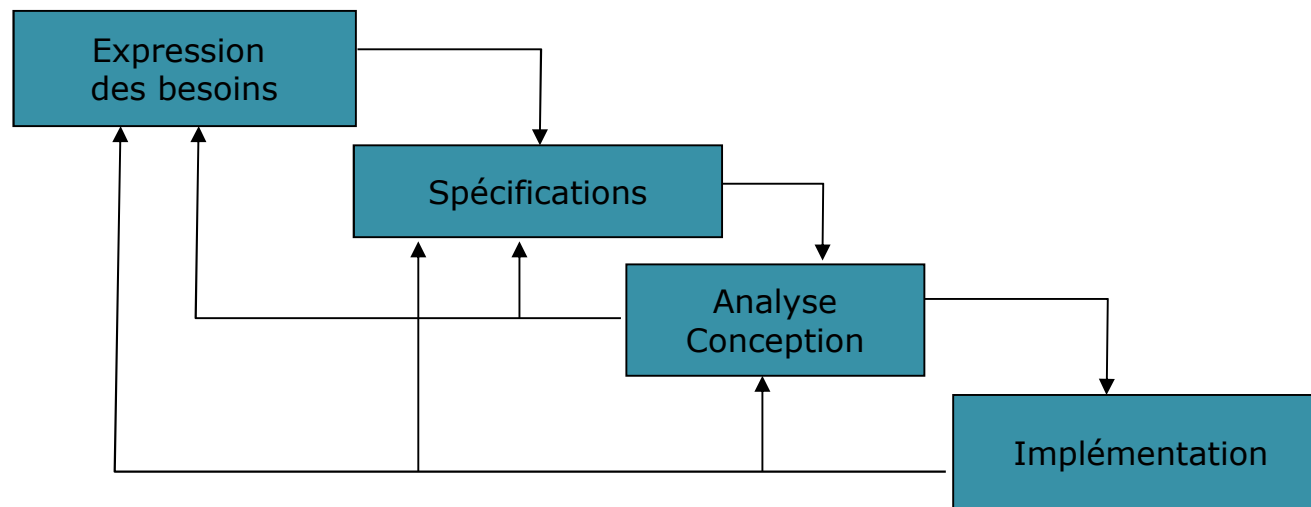 Expression
des besoins
Spécifications
Analyse
Conception
Implémentation